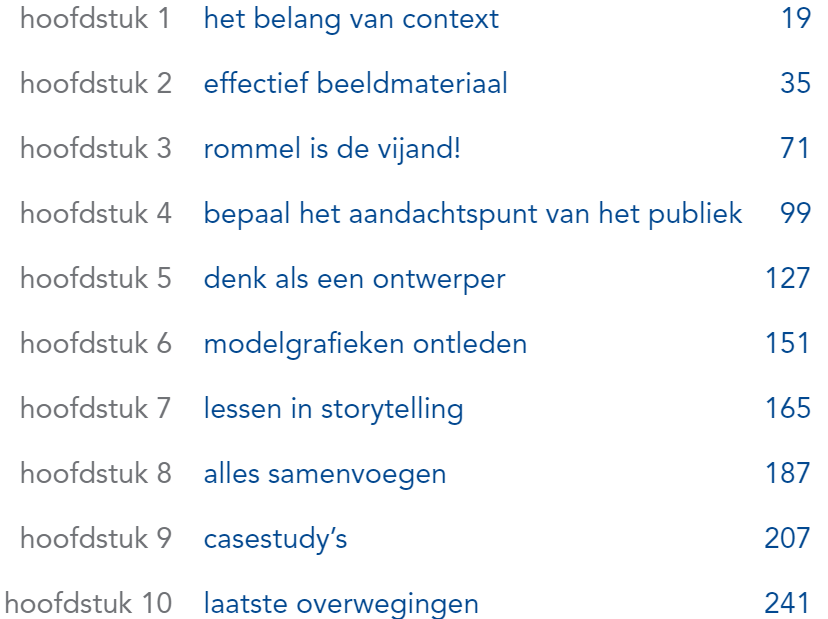 hoofdstuk 1 het belang van context 19
hoofdstuk 2 effectief beeldmateriaal 35
hoofdstuk 3 rommel is de vijand! 71
hoofdstuk 4 bepaal het aandachtspunt van het publiek 99
hoofdstuk 5 denk als een ontwerper 127
hoofdstuk 6 modelgrafieken ontleden 151
hoofdstuk 7 lessen in storytelling 165
hoofdstuk 8 alles samenvoegen 187
hoofdstuk 9 casestudy’s 207
hoofdstuk 10 laatste overwegingen 241